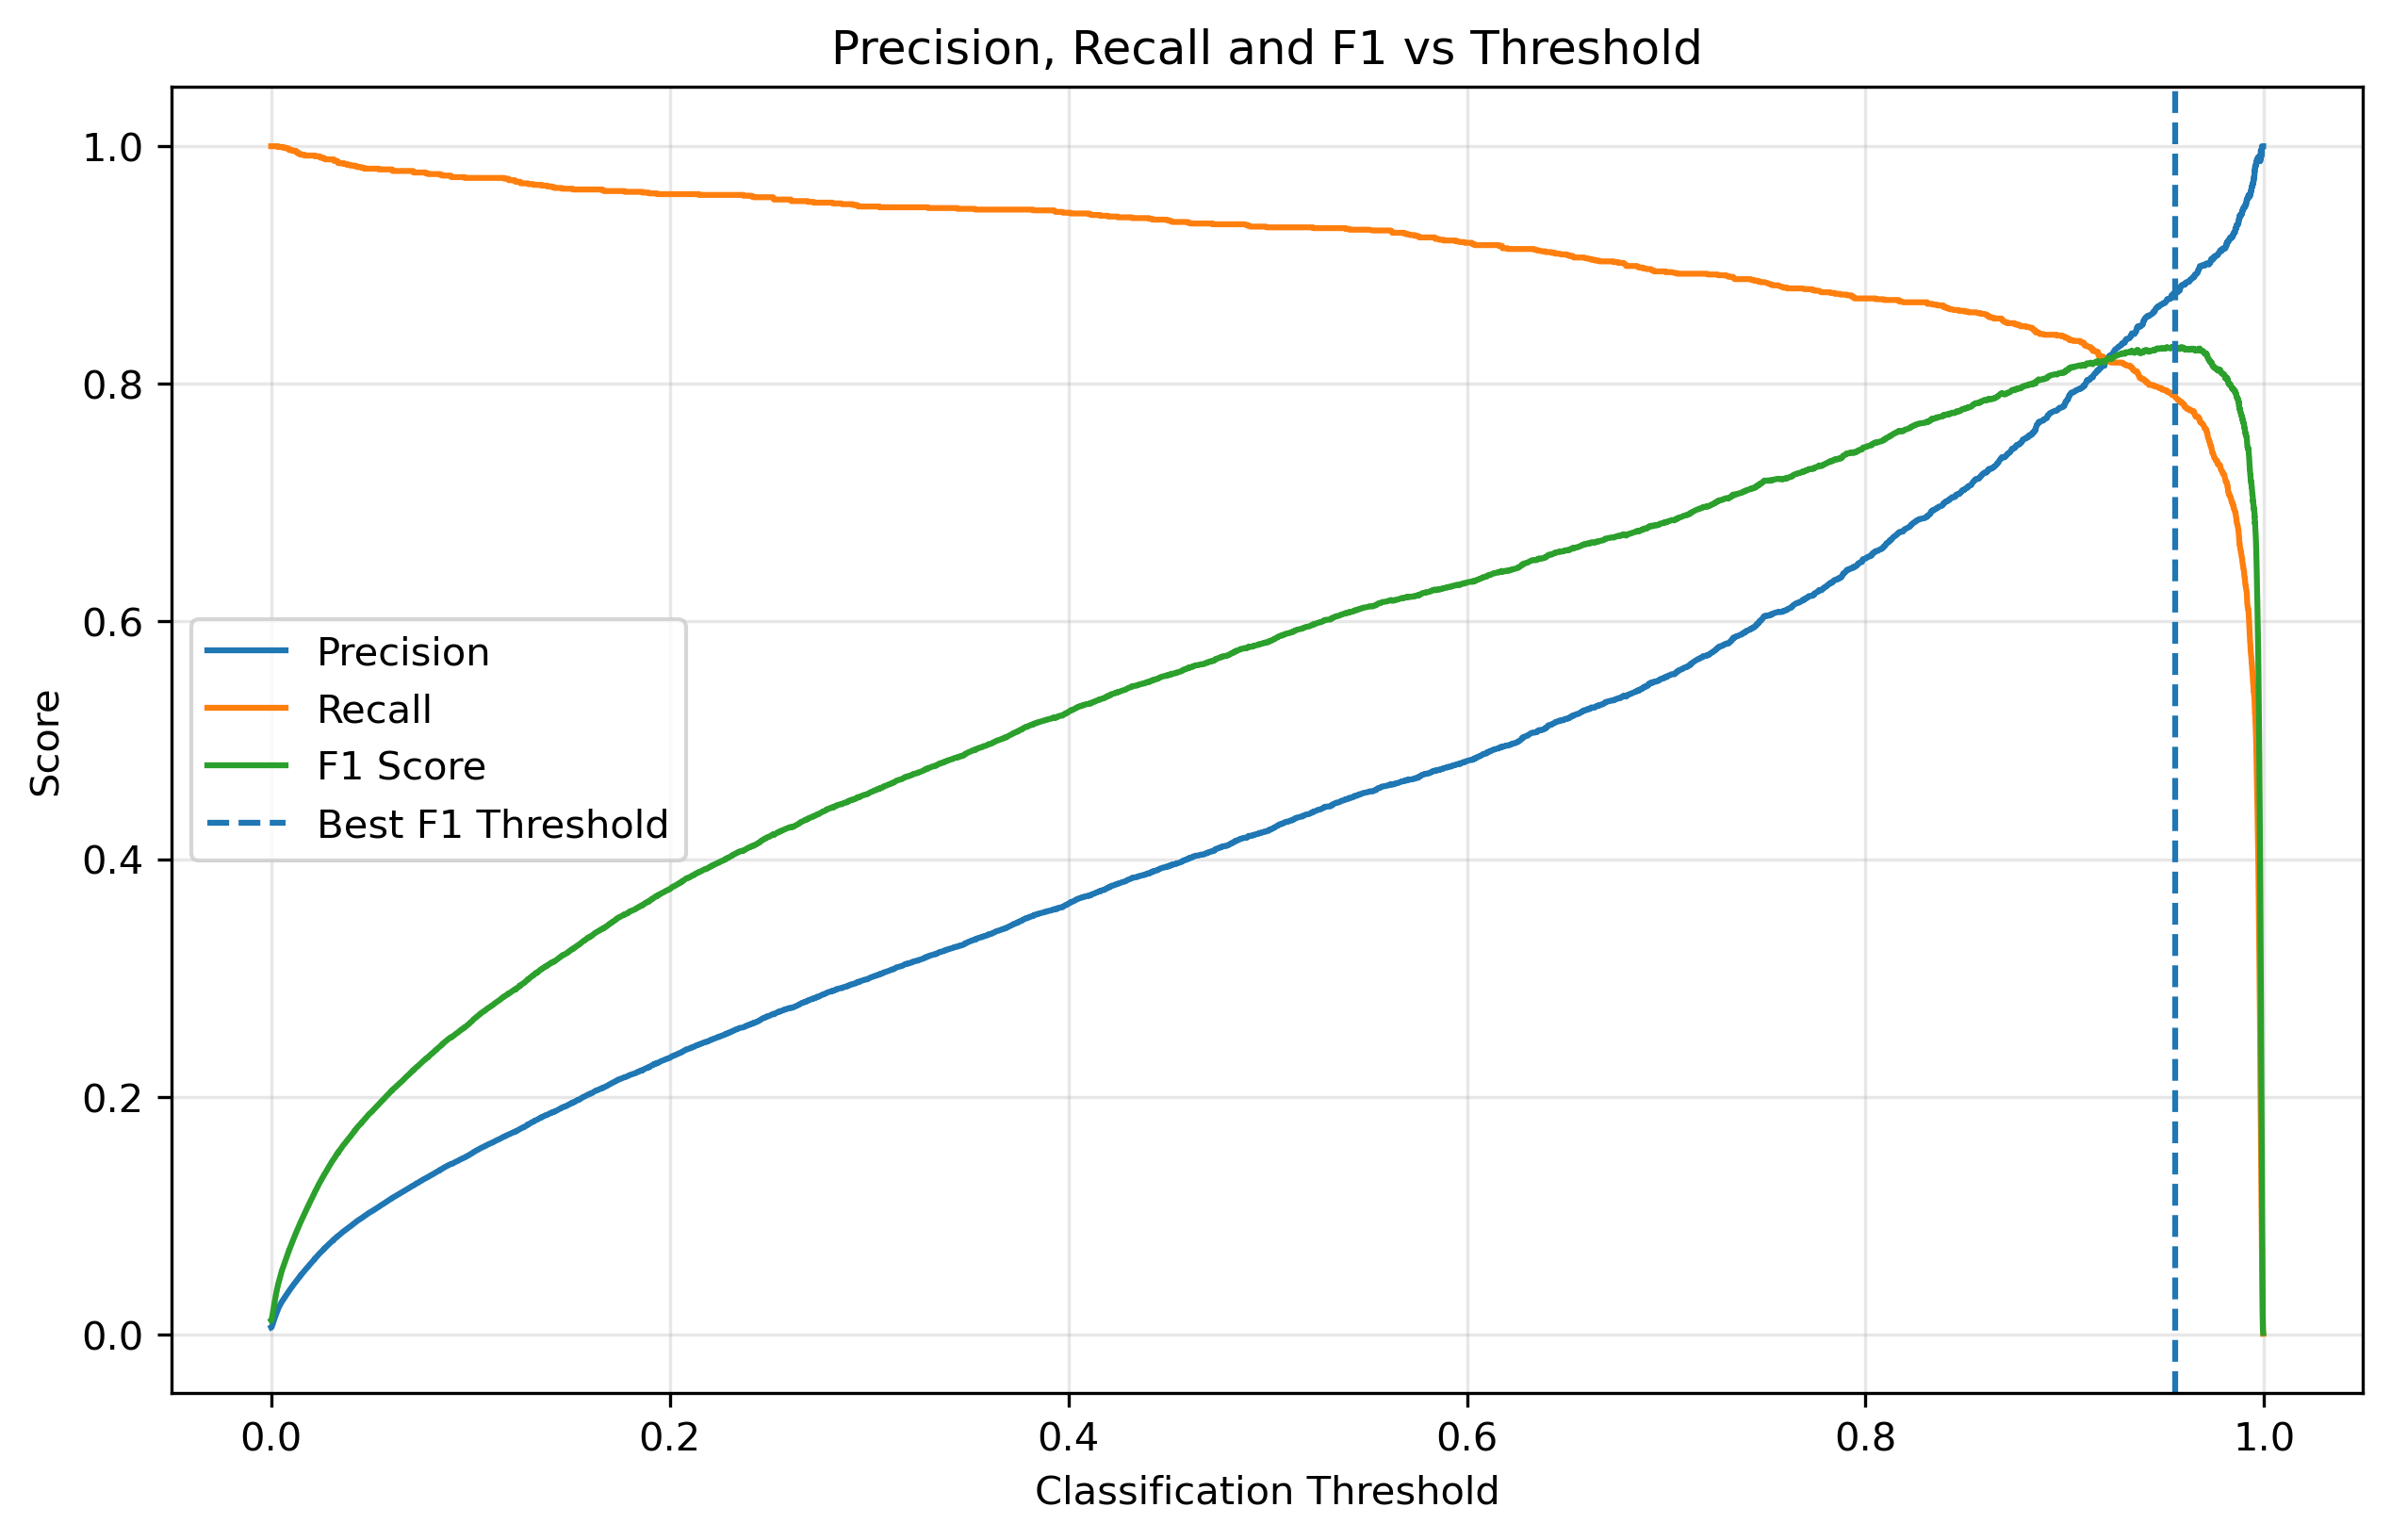 Precision, Recall and F1 vs Threshold
1.0
0.8
0.6
0.4
0.2
0.0
Score
Precision
Recall
F1 Score
Best F1 Threshold
0.0 0.2 0.4 0.6 0.8 1.0
Classification Threshold